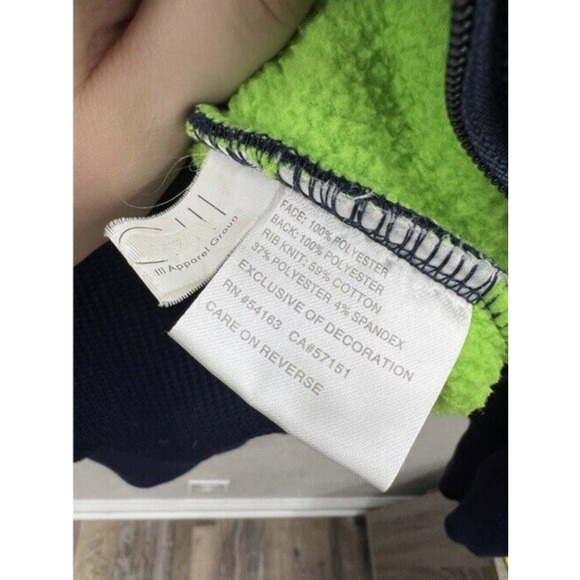 III Apparel Group
FACE: 100% POLYESTER
BACK: 100% POLYESTER
RIB KNIT: 59% COTTON
37% POLYESTER 4% SPANDEX
EXCLUSIVE OF DECORATION
RN #54163 CA#57151
CARE ON REVERSE